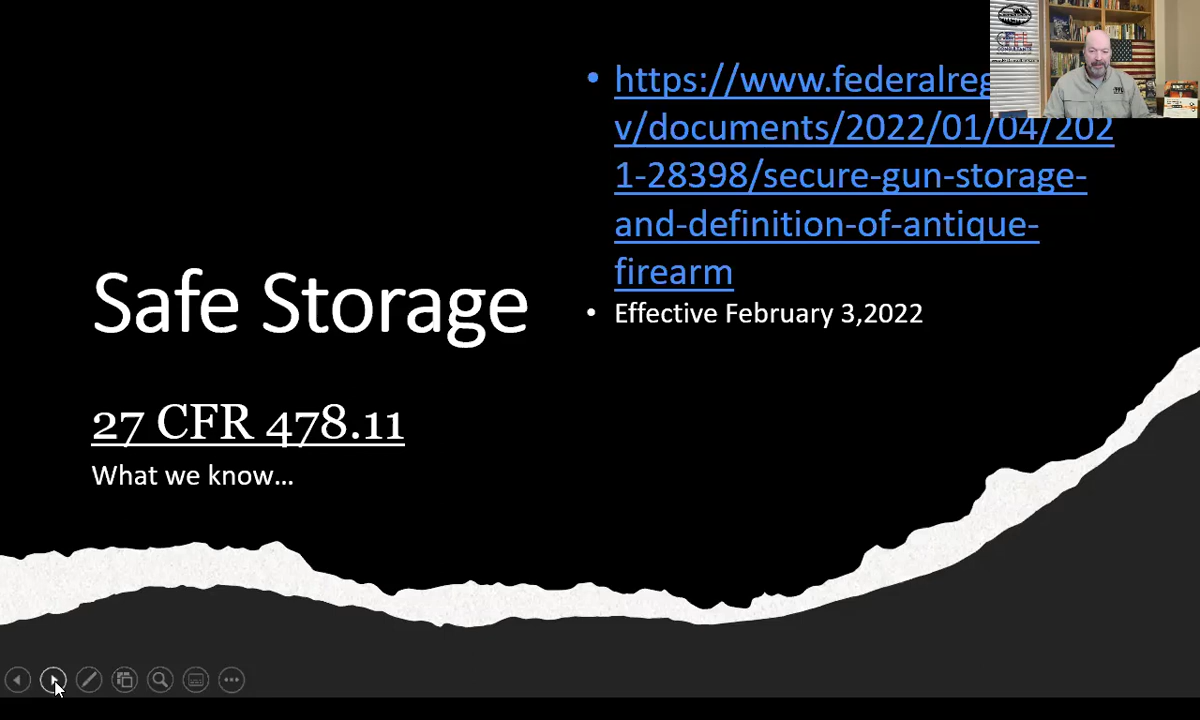 Safe Storage
27 CFR 478.11
What we know...
• https://www.federalreg
v/documents/2022/01/04/202
1-28398/secure-gun-storage-
and-definition-of-antique-
firearm
• Effective February 3,2022